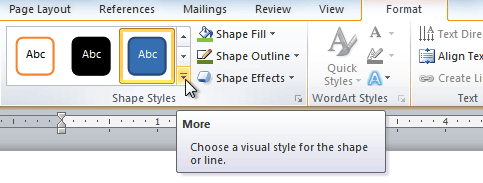 Page Layout References Mailings Review View Format
Abc Abc Abc
Shape Fill
Shape Outline
Shape Effects
Shape Styles
Quick
Styles
WordArt Styles
Text Dire
Align Text
Create Li
Text
More
Choose a visual style for the shape
or line.
1 2 3 4